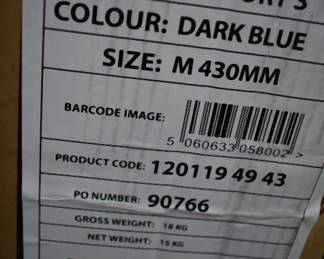 COLOUR: DARK BLUE
SIZE: M 430MM
BARCODE IMAGE:
5 060633 058002 >
PRODUCT CODE: 120119 49 43
PO NUMBER: 90766
GROSS WEIGHT: 18 KG
NET WEIGHT: 15 KG